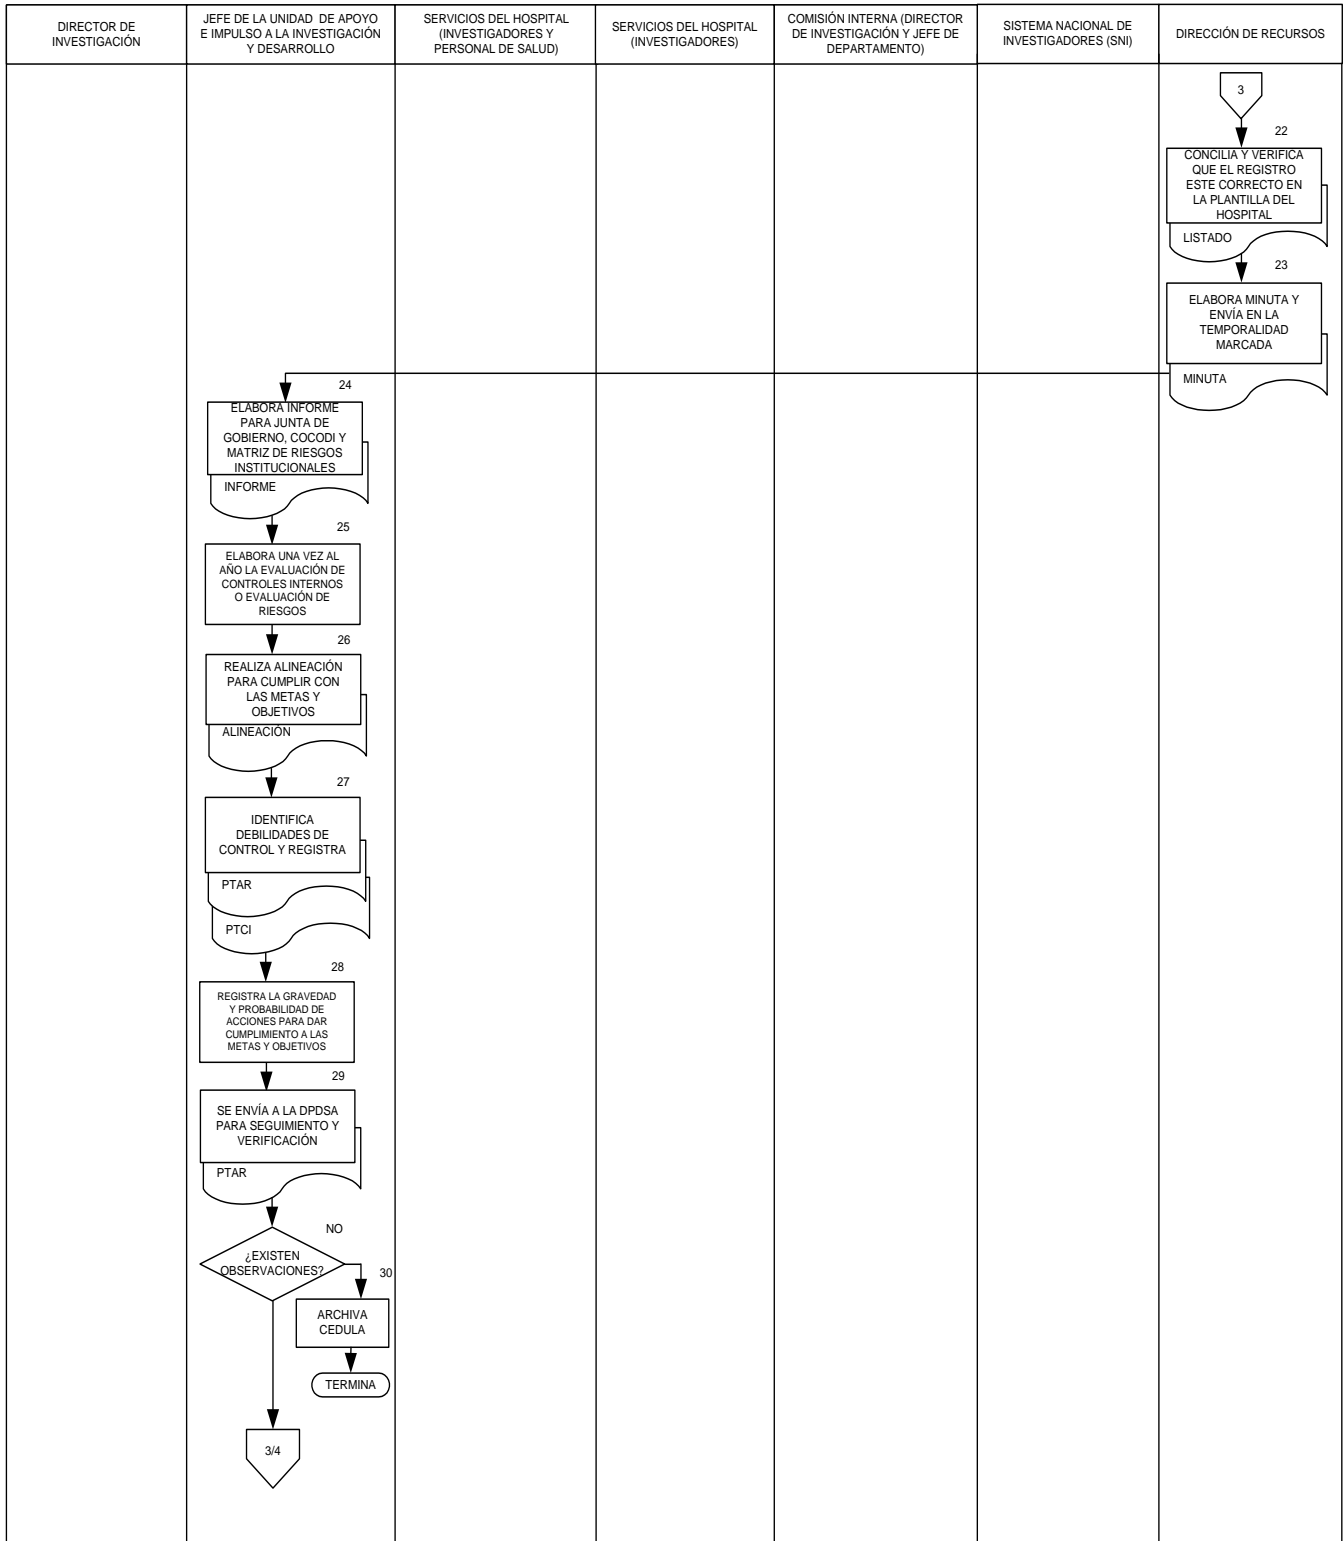 DIRECTOR DE
INVESTIGACIÓN
JEFE DE LA UNIDAD DE APOYO
E IMPULSO A LA INVESTIGACIÓN
Y DESARROLLO
SERVICIOS DEL HOSPITAL
(INVESTIGADORES Y
PERSONAL DE SALUD)
SERVICIOS DEL HOSPITAL
(INVESTIGADORES)
COMISIÓN INTERNA (DIRECTOR
DE INVESTIGACIÓN Y JEFE DE
DEPARTAMENTO)
SISTEMA NACIONAL DE
INVESTIGADORES (SNI)
DIRECCIÓN DE RECURSOS
3
22
CONCILIA Y VERIFICA
QUE EL REGISTRO
ESTE CORRECTO EN
LA PLANTILLA DEL
HOSPITAL
LISTADO
23
ELABORA MINUTA Y
ENVÍA EN LA
TEMPORALIDAD
MARCADA
MINUTA
24
ELABORA INFORME
PARA JUNTA DE
GOBIERNO, COCODI Y
MATRIZ DE RIESGOS
INSTITUCIONALES
INFORME
25
ELABORA UNA VEZ AL
AÑO LA EVALUACIÓN DE
CONTROLES INTERNOS
O EVALUACIÓN DE
RIESGOS
26
REALIZA ALINEACIÓN
PARA CUMPLIR CON
LAS METAS Y
OBJETIVOS
ALINEACIÓN
27
IDENTIFICA
DEBILIDADES DE
CONTROL Y REGISTRA
PTAR
PTCI
28
REGISTRA LA GRAVEDAD
Y PROBABILIDAD DE
ACCIONES PARA DAR
CUMPLIMIENTO A LAS
METAS Y OBJETIVOS
29
SE ENVÍA A LA DPDSA
PARA SEGUIMIENTO Y
VERIFICACIÓN
PTAR
NO
¿EXISTEN
OBSERVACIONES?
30
ARCHIVA
CEDULA
TERMINA
3/4